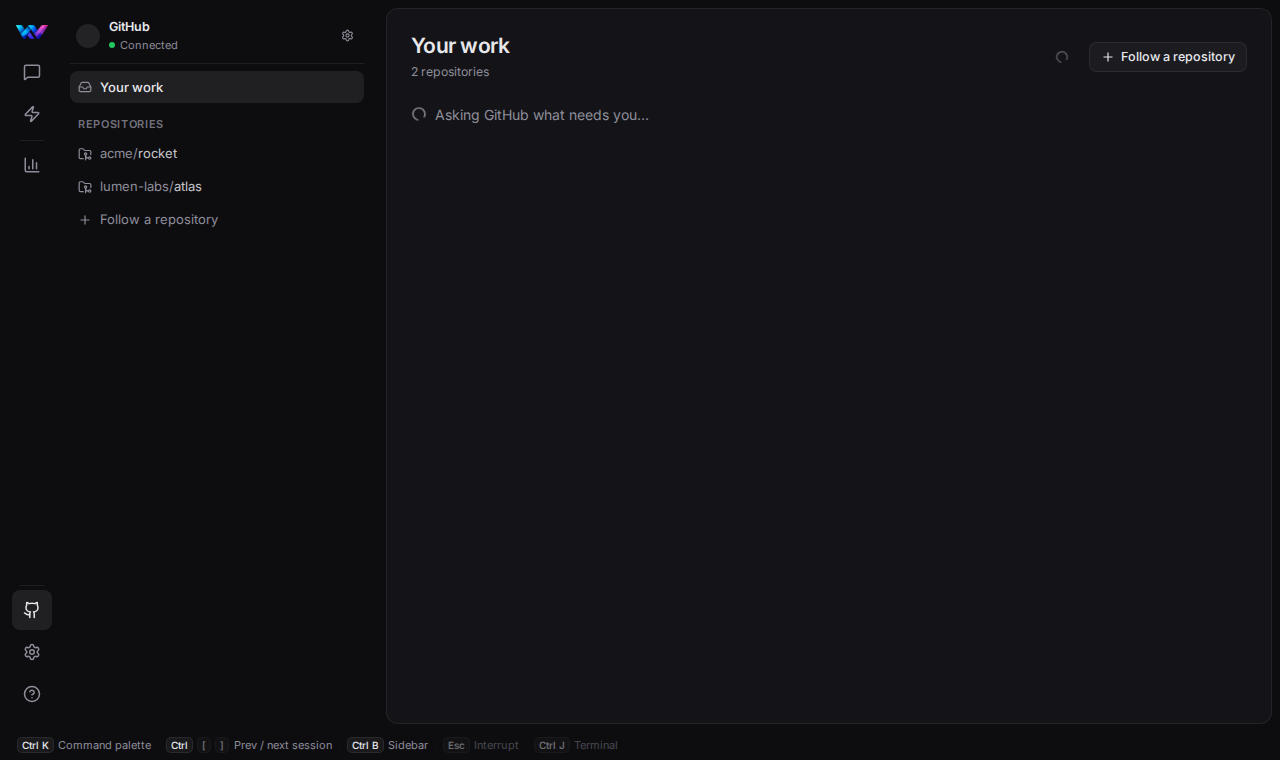 GitHub
Connected
Your work
REPOSITORIES
acme/rocket
lumen-labs/atlas
Follow a repository
Your work
2 repositories
Follow a repository
Asking GitHub what needs you...
Ctrl K Command palette Ctrl [ ] Prev / next session Ctrl B Sidebar Esc Interrupt Ctrl J Terminal